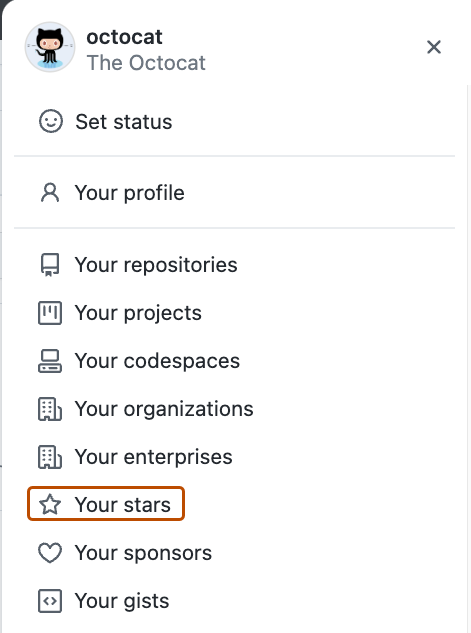 octocat
The Octocat
Set status
Your profile
Your repositories
Your projects
Your codespaces
Your organizations
Your enterprises
Your stars
Your sponsors
Your gists